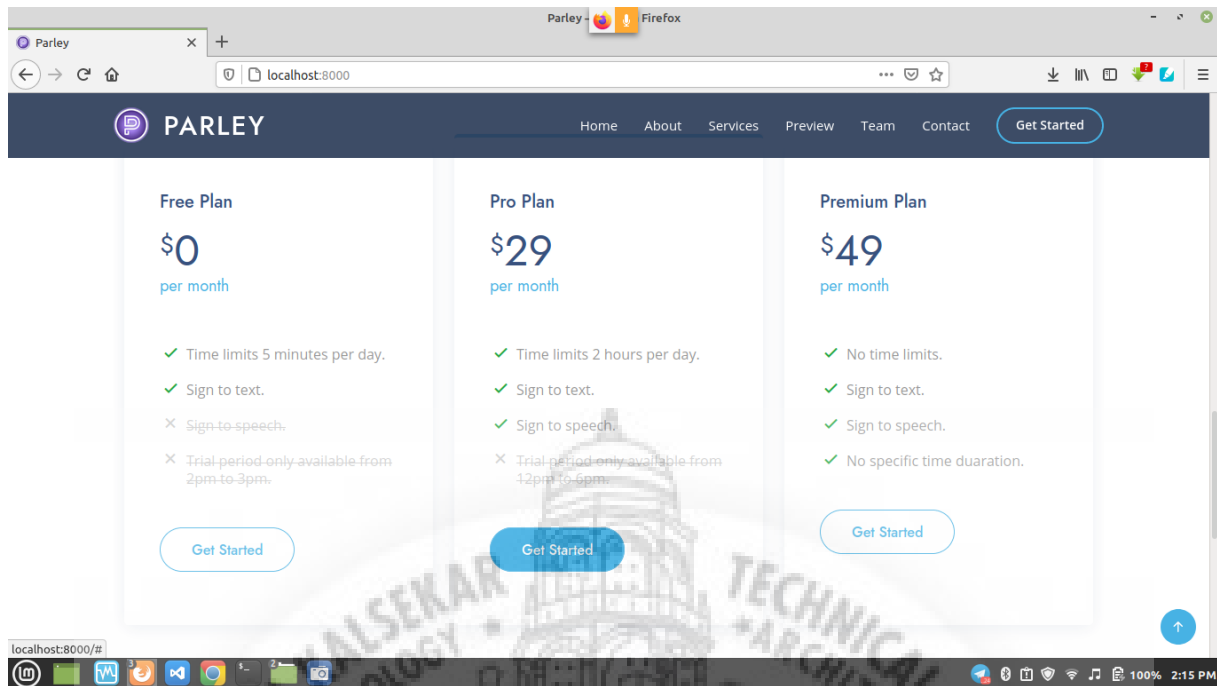 Parley - Firefox
Parley
localhost:8000
PARLEY
Home About Services Preview Team Contact Get Started
Free Plan
$0
per month
Time limits 5 minutes per day.
Sign to text.
Sign to speech.
Trial period only available from
2pm to 3pm.
Get Started
Pro Plan
$29
per month
Time limits 2 hours per day.
Sign to text.
Sign to speech.
Trial period only available from
12pm to 6pm.
Get Started
Premium Plan
$49
per month
No time limits.
Sign to text.
Sign to speech.
No specific time duaration.
Get Started
KALSEKAR TECHNICAL
localhost:8000/#
3
2
100% 2:15 PM